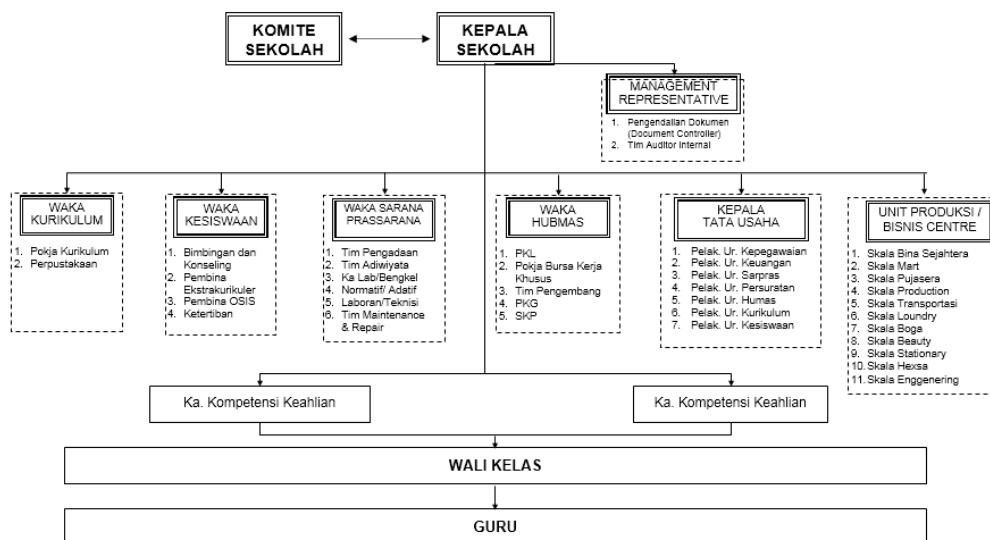 KOMITE
SEKOLAH
KEPALA
SEKOLAH
MANAGEMENT
REPRESENTATIVE
1. Pengendalian Dokumen
(Document Controller)
2. Tim Auditor Internal
WAKA
KURIKULUM
1. Pokja Kurikulum
2. Perpustakaan
WAKA
KESISWAAN
1. Bimbingan dan
Konseling
2. Pembina
Ekstrakurikuler
3. Pembina OSIS
4. Ketertiban
WAKA SARANA
PRASSARANA
1. Tim Pengadaan
2. Tim Adiwiyata
3. Ka Lab/Bengkel
4. Normatif/ Adatif
5. Laboran/Teknisi
6. Tim Maintenance
& Repair
WAKA
HUBMAS
1. PKL
2. Pokja Bursa Kerja
Khusus
3. Tim Pengembang
4. PKG
5. SKP
KEPALA
TATA USAHA
1. Pelak. Ur. Kepegawaian
2. Pelak. Ur. Keuangan
3. Pelak. Ur. Sarpras
4. Pelak. Ur. Persuratan
5. Pelak. Ur. Humas
6. Pelak. Ur. Kurikulum
7. Pelak. Ur. Kesiswaan
UNIT PRODUKSI /
BISNIS CENTRE
1. Skala Bina Sejahtera
2. Skala Mart
3. Skala Pujasera
4. Skala Production
5. Skala Transportasi
6. Skala Loundry
7. Skala Boga
8. Skala Beauty
9. Skala Stationary
10. Skala Hexsa
11. Skala Enggenering
Ka. Kompetensi Keahlian
Ka. Kompetensi Keahlian
WALI KELAS
GURU